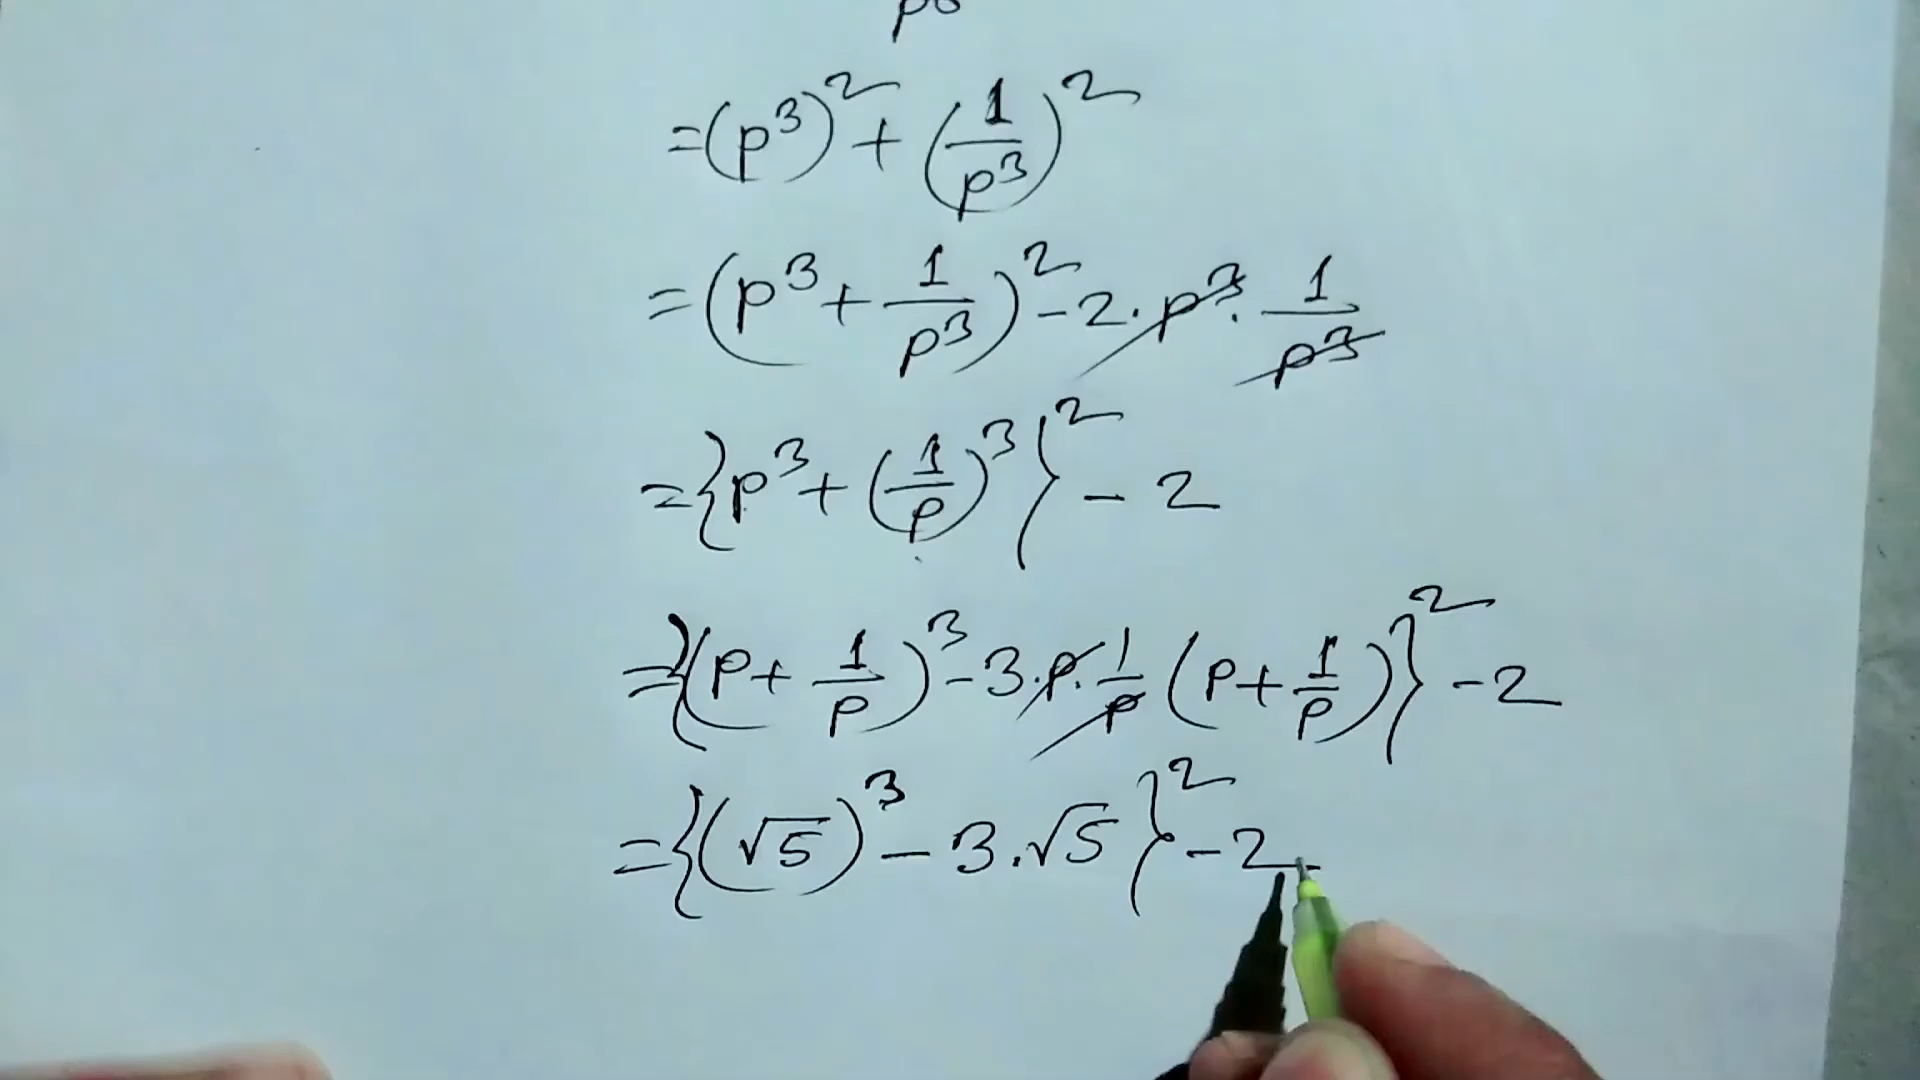 =(p³)²+(1/p³)²
=(p³+1/p³)²-2·p³·1/p³
={p³+(1/p)³}²-2
={(p+1/p)³-3·p·1/p(p+1/p)}²-2
={(√5)³-3.√5}²-2